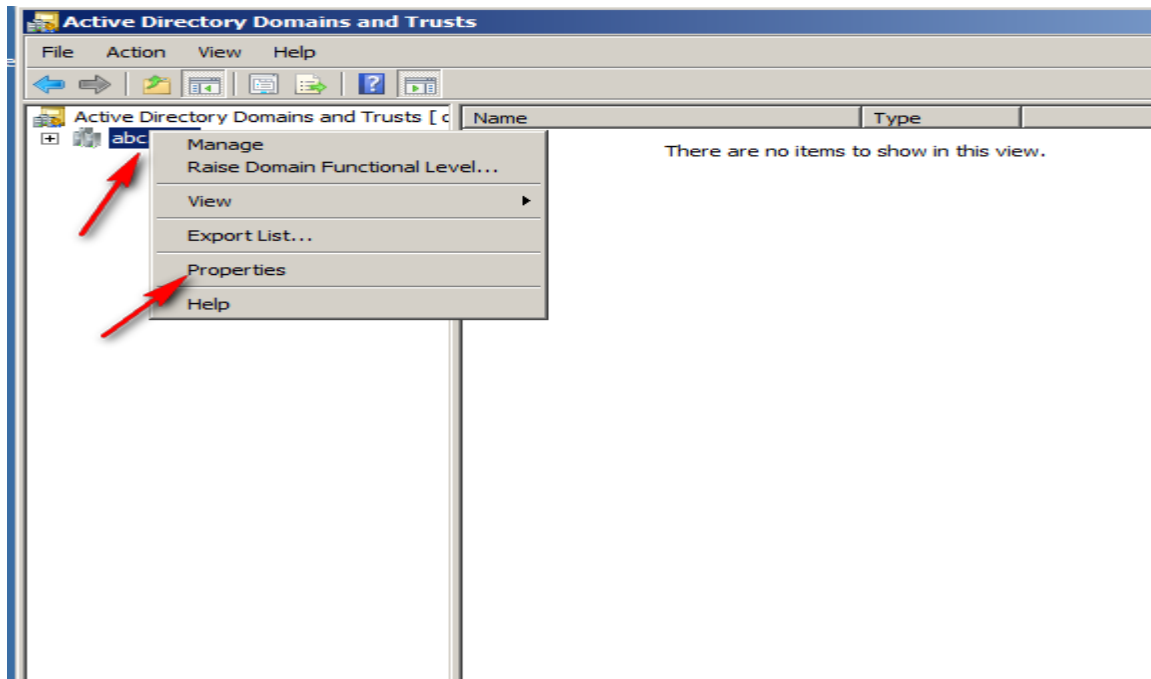 Active Directory Domains and Trusts
File Action View Help
Active Directory Domains and Trusts [
Name Type
abc
There are no items to show in this view.
Manage
Raise Domain Functional Level...
View
Export List...
Properties
Help